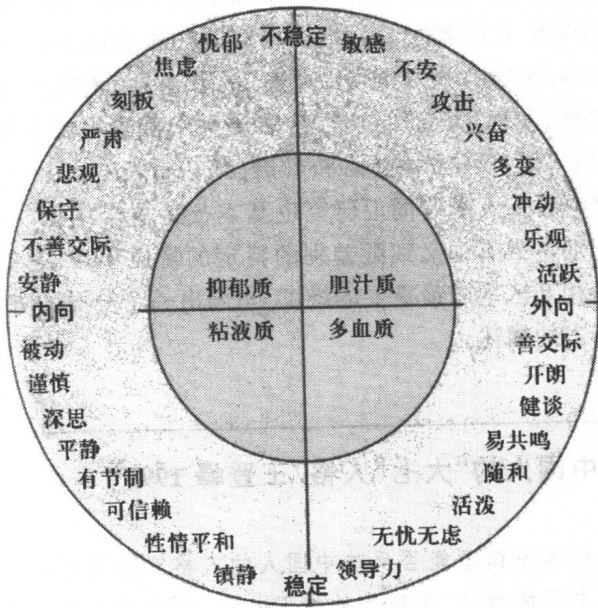 忧郁
不稳定
敏感
焦虑
不安
刻板
攻击
严肃
兴奋
悲观
多变
保守
冲动
不善交际
乐观
安静
抑郁质
胆汁质
活跃
内向
外向
被动
粘液质
多血质
善交际
谨慎
开朗
深思
健谈
平静
易共鸣
有节制
随和
可信赖
活泼
性情平和
无忧无虑
镇静
稳定
领导力